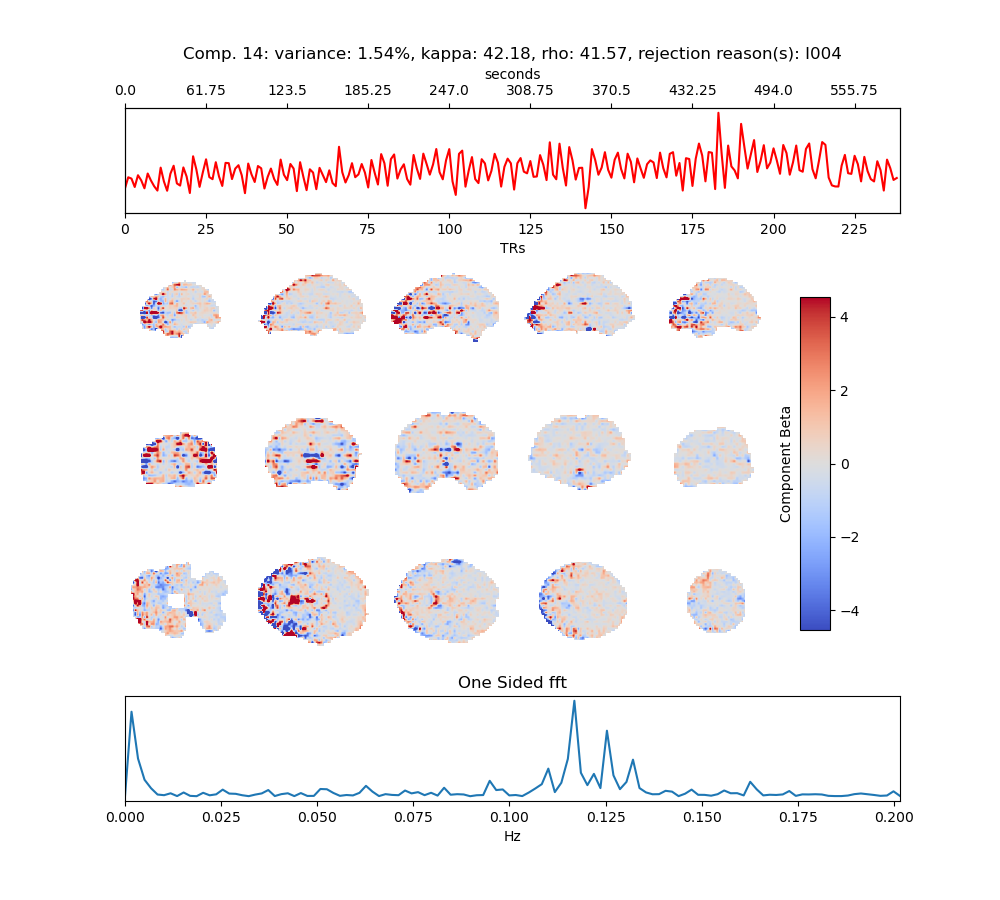 Comp. 14: variance: 1.54%, kappa: 42.18, rho: 41.57, rejection reason(s): I004
seconds
0.0 61.75 123.5 185.25 247.0 308.75 370.5 432.25 494.0 555.75
0 25 50 75 100 125 150 175 200 225
TRs
4
2
0
−2
−4
Component Beta
One Sided fft
0.000 0.025 0.050 0.075 0.100 0.125 0.150 0.175 0.200
Hz